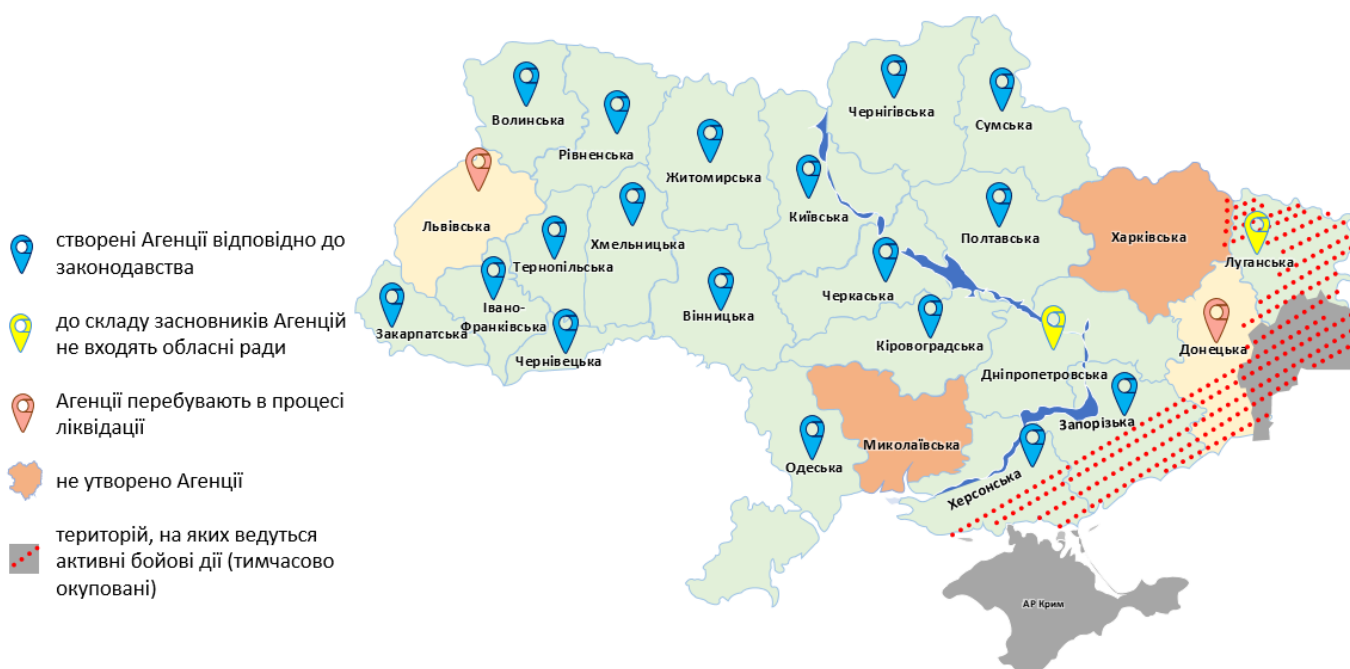 створені Агенції відповідно до
законодавства
до складу засновників Агенцій
не входять обласні ради
Агенції перебувають в процесі
ліквідації
не утворено Агенції
територій, на яких ведуться
активні бойові дії (тимчасово
окуповані)
Волинська
Рівненська
Житомирська
Чернігівська
Сумська
Львівська
Тернопільська
Хмельницька
Київська
Полтавська
Харківська
Луганська
Закарпатська
Івано-
Франківська
Чернівецька
Вінницька
Черкаська
Кіровоградська
Дніпропетровська
Донецька
Одеська
Миколаївська
Херсонська
Запорізька
АР Крим